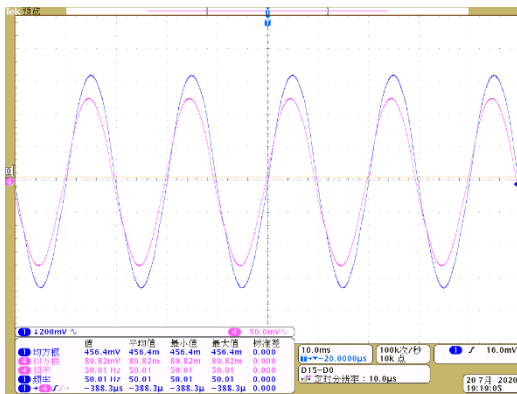 Tek 预览
1 ↓200mV ∿ 4 50.0mV∿
值 平均值 最小值 最大值 标准差
1 均方根 456.4mV 456.4m 456.4m 456.4m 0.000
4 均方根 89.82mV 89.82m 89.82m 89.82m 0.000
4 频率 50.01 Hz 50.01 50.01 50.01 0.000
1 频率 50.01 Hz 50.01 50.01 50.01 0.000
1 → 4 -388.3µs -388.3µ -388.3µ -388.3µ 0.000
10.0ms 100k次/秒 1 ∫ 16.0mV
→▼-20.0000µs 10k 点
D15-D0
定时分辨率：10.0µs
20 7月 2020
19:19:05